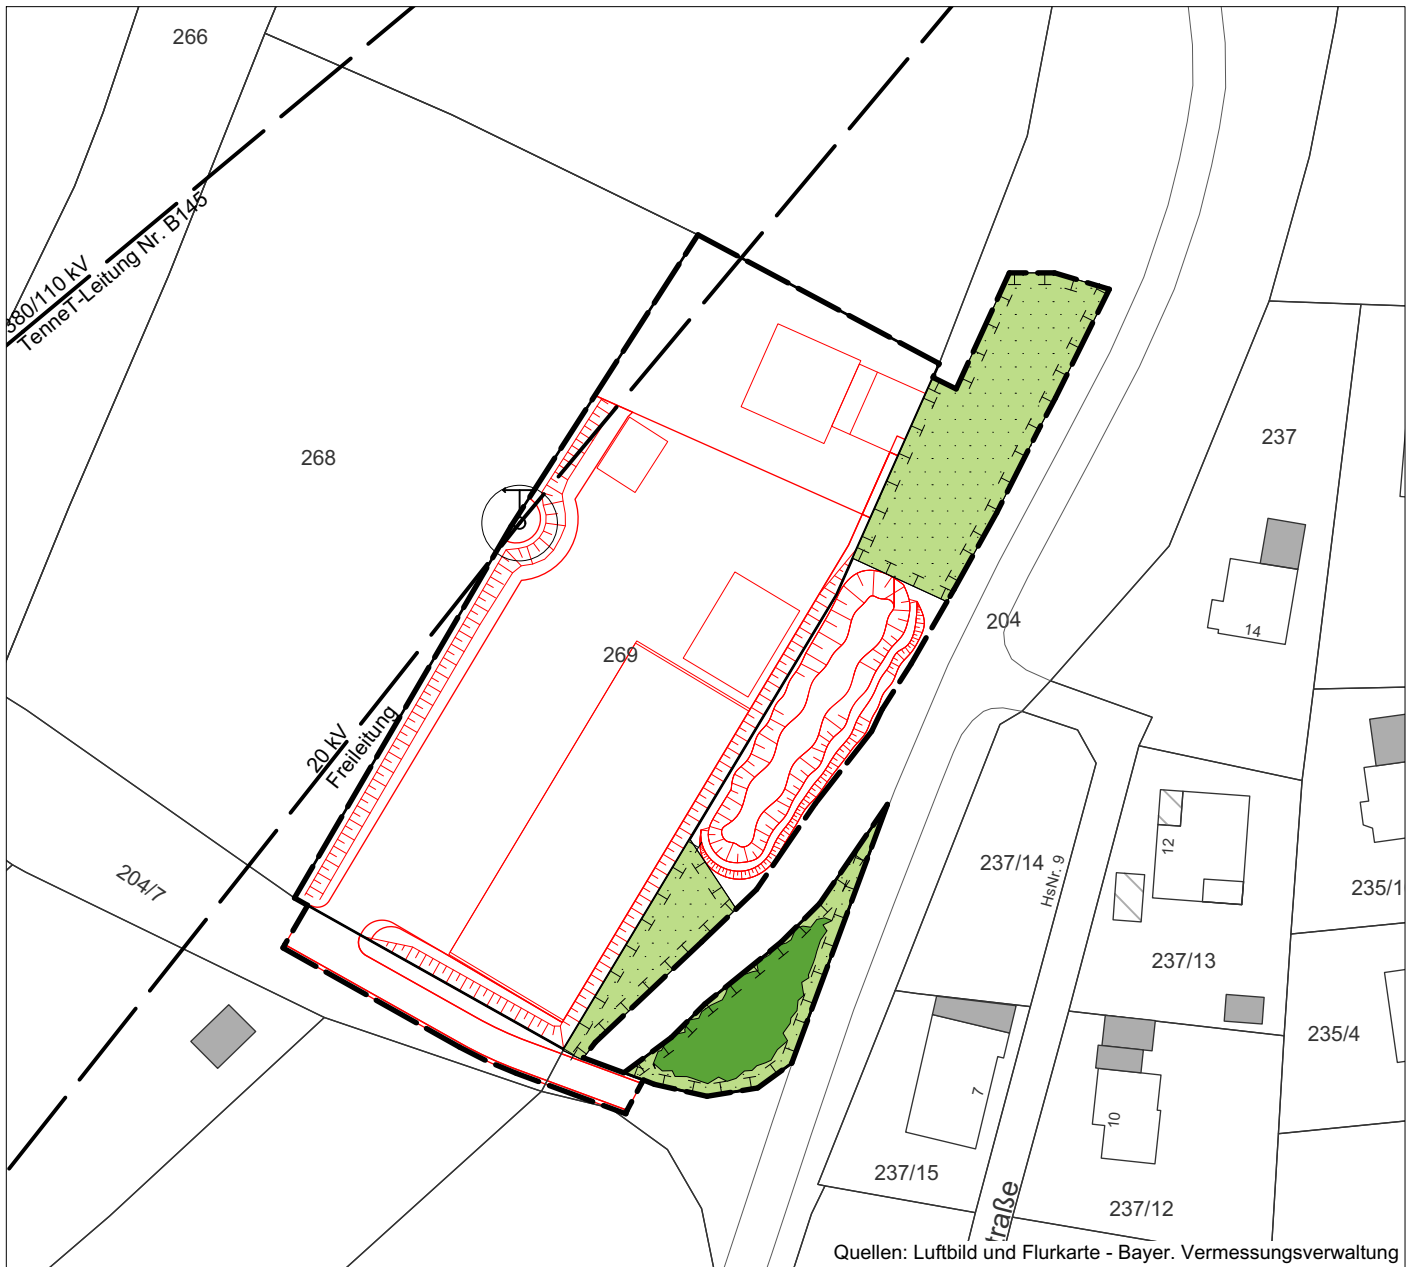 266
380/110 kV
TenneT-Leitung Nr. B145
268
237
204
14
269
20 kV
Freileitung
12
237/14
HsNr. 9
235/1
204/7
237/13
235/4
7
10
237/15
237/12
traße
Quellen: Luftbild und Flurkarte - Bayer. Vermessungsverwaltung